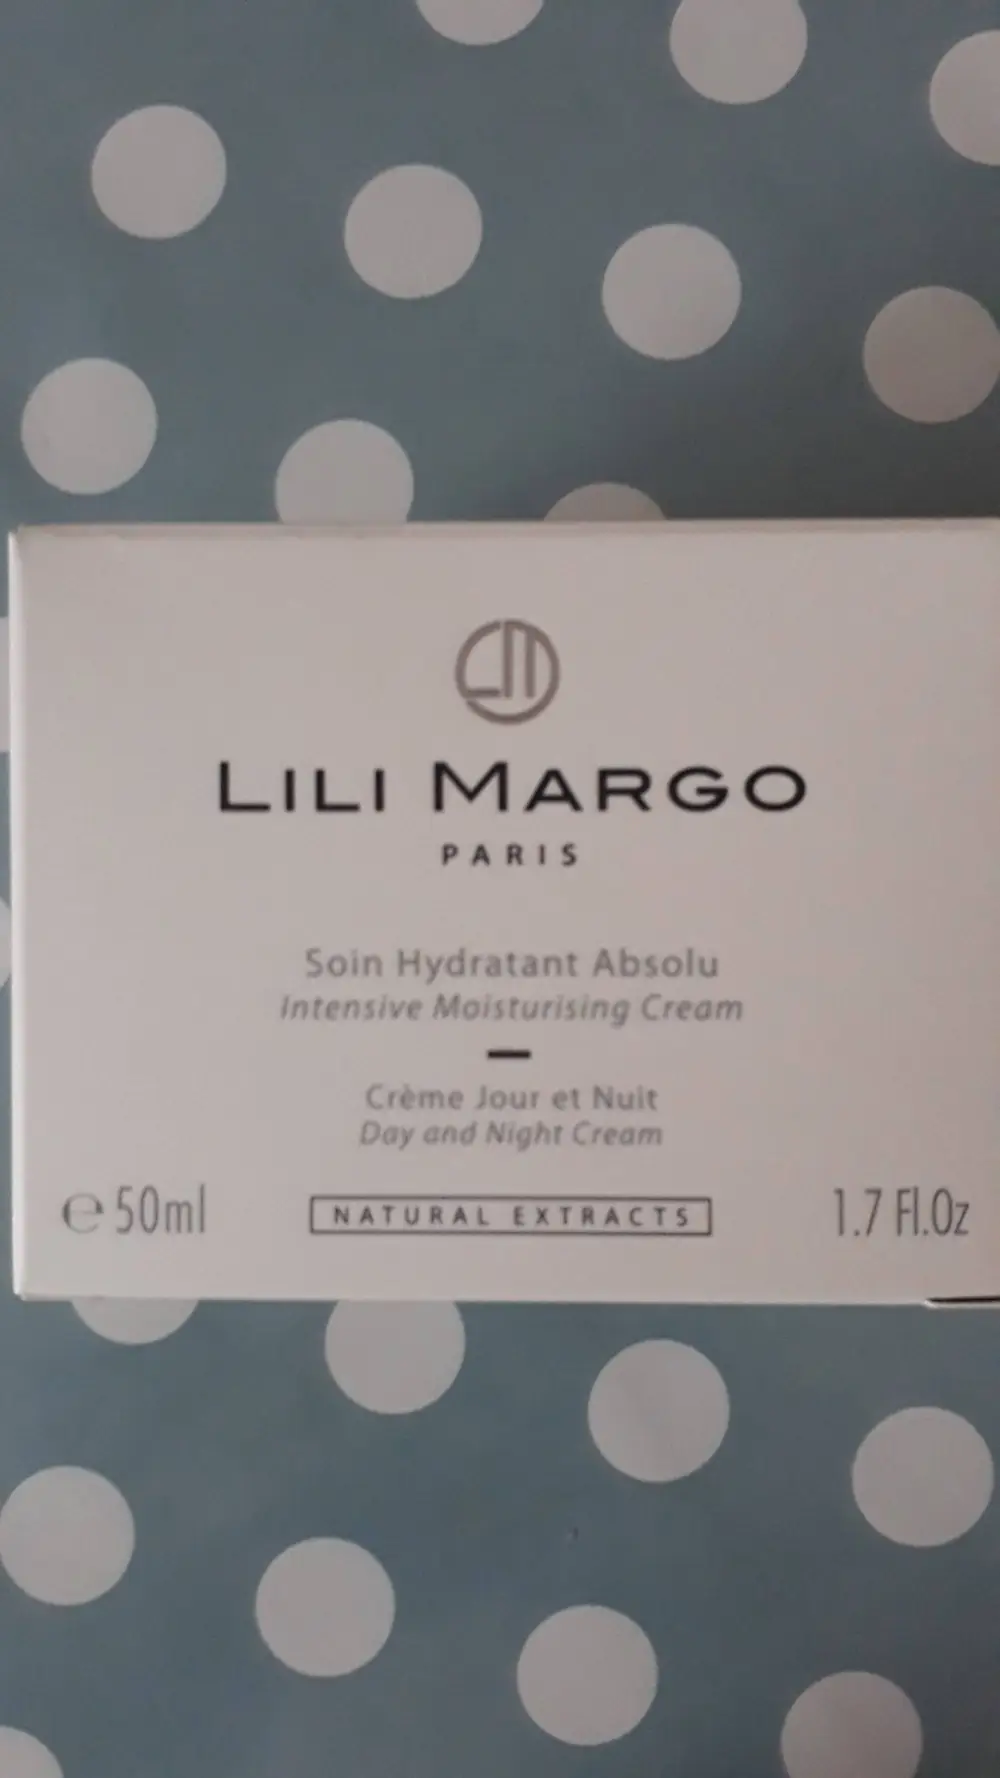 LILI MARGO
PARIS
Soin Hydratant Absolu
Intensive Moisturising Cream
Crème Jour et Nuit
Day and Night Cream
℮ 50ml
NATURAL EXTRACTS
1.7 Fl.Oz